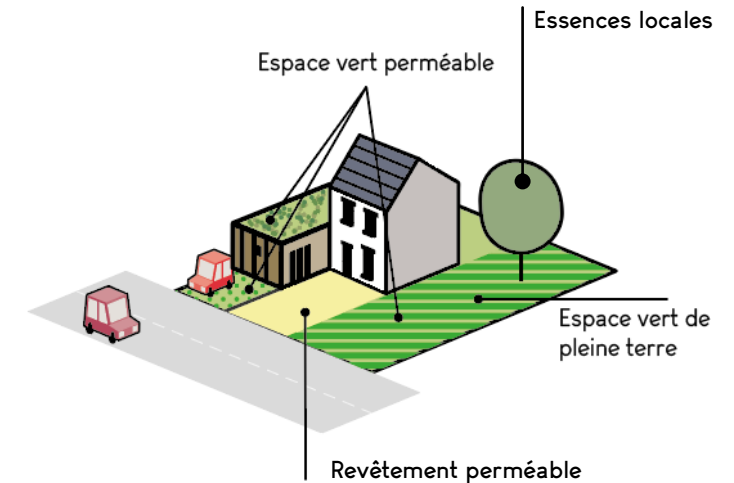 Essences locales
Espace vert perméable
Espace vert de
pleine terre
Revêtement perméable